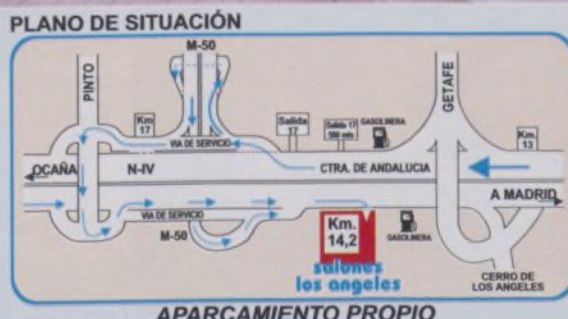 PLANO DE SITUACIÓN
M-50
PINTO
Km
17
Salida
17
Salida 17
500 mts
GASOLINERA
GETAFE
Km.
13
VIA DE SERVICIO
OCAÑA
N-IV
CTRA. DE ANDALUCIA
A MADRID
VIA DE SERVICIO
M-50
Km.
14,2
GASOLINERA
salones
los angeles
CERRO DE
LOS ANGELES
APARCAMIENTO PROPIO